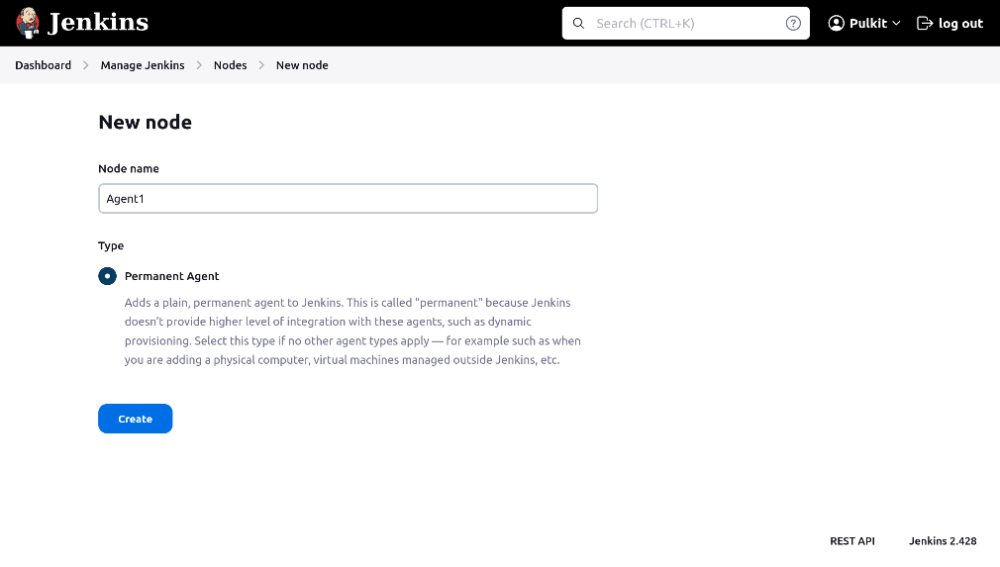 Jenkins
Search (CTRL+K)
?
Pulkit
log out
Dashboard > Manage Jenkins > Nodes > New node
New node
Node name
Agent1
Type
Permanent Agent
Adds a plain, permanent agent to Jenkins. This is called "permanent" because Jenkins
doesn’t provide higher level of integration with these agents, such as dynamic
provisioning. Select this type if no other agent types apply — for example such as when
you are adding a physical computer, virtual machines managed outside Jenkins, etc.
Create
REST API
Jenkins 2.428